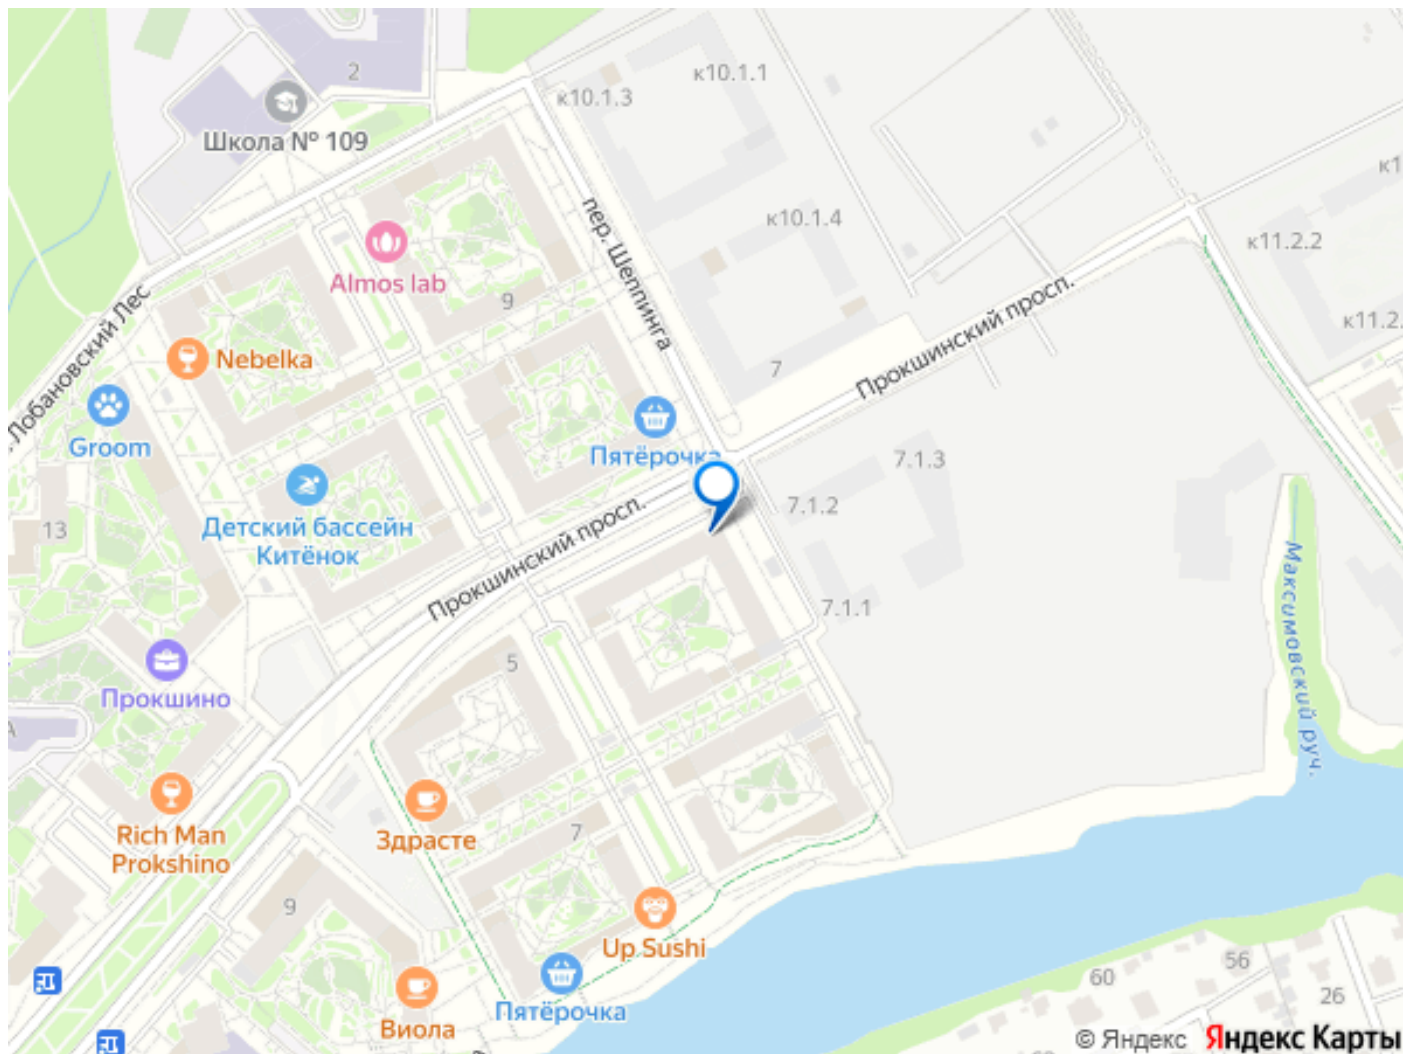 к10.1.1
2
к10.1.3
Школа № 109
к1
пер. Шеппинга
к10.1.4
к11.2.2
Almos lab
9
Прокшинский просп.
к11.2.
Лобановский Лес
Nebelka
7
Groom
Пятёрочка
7.1.3
7.1.2
Детский бассейн
Китёнок
13
Прокшинский просп.
Максимовский руч.
7.1.1
5
Прокшино
Rich Man
Prokshino
Здрасте
7
9
Up Sushi
60
56
26
Пятёрочка
Виола
© Яндекс Яндекс Карты